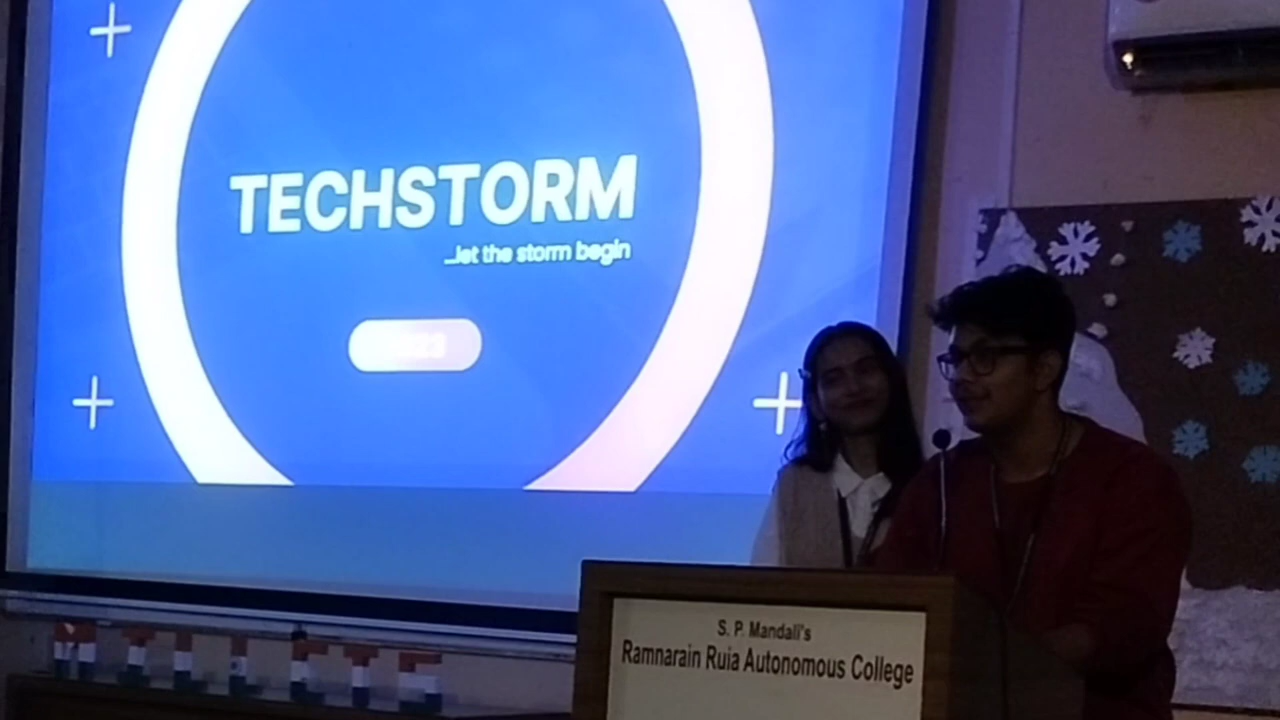 TECHSTORM
...let the storm begin
S. P. Mandali's
Ramnarain Ruia Autonomous College